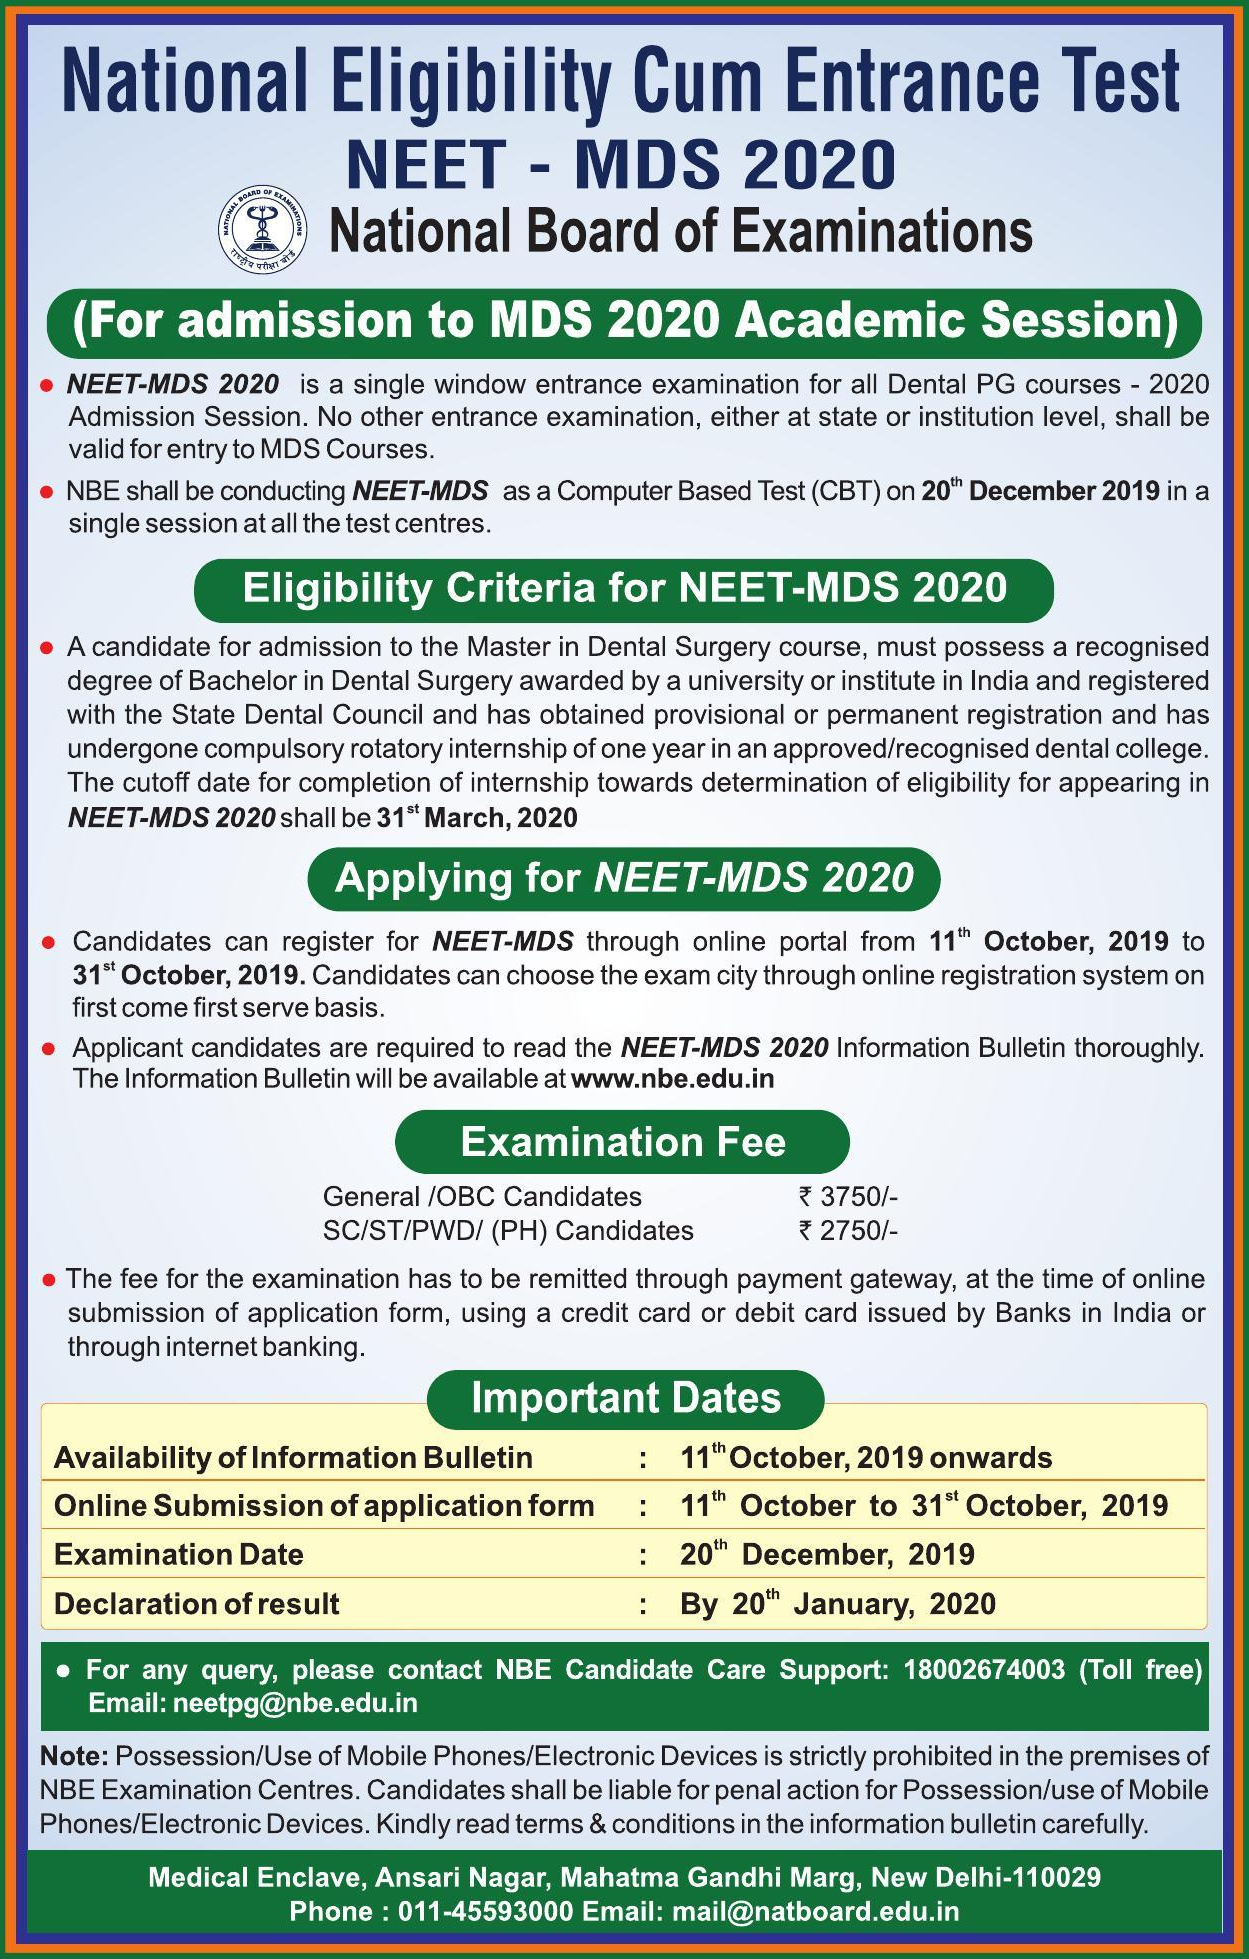 National Eligibility Cum Entrance Test
NEET - MDS 2020
NATIONAL BOARD OF EXAMINATIONS
राष्ट्रीय परीक्षा बोर्ड
National Board of Examinations
(For admission to MDS 2020 Academic Session)
• NEET-MDS 2020 is a single window entrance examination for all Dental PG courses - 2020
Admission Session. No other entrance examination, either at state or institution level, shall be
valid for entry to MDS Courses.
• NBE shall be conducting NEET-MDS as a Computer Based Test (CBT) on 20th December 2019 in a
single session at all the test centres.
Eligibility Criteria for NEET-MDS 2020
• A candidate for admission to the Master in Dental Surgery course, must possess a recognised
degree of Bachelor in Dental Surgery awarded by a university or institute in India and registered
with the State Dental Council and has obtained provisional or permanent registration and has
undergone compulsory rotatory internship of one year in an approved/recognised dental college.
The cutoff date for completion of internship towards determination of eligibility for appearing in
NEET-MDS 2020 shall be 31st March, 2020
Applying for NEET-MDS 2020
• Candidates can register for NEET-MDS through online portal from 11th October, 2019 to
31st October, 2019. Candidates can choose the exam city through online registration system on
first come first serve basis.
• Applicant candidates are required to read the NEET-MDS 2020 Information Bulletin thoroughly.
The Information Bulletin will be available at www.nbe.edu.in
Examination Fee
General /OBC Candidates ₹ 3750/-
SC/ST/PWD/ (PH) Candidates ₹ 2750/-
• The fee for the examination has to be remitted through payment gateway, at the time of online
submission of application form, using a credit card or debit card issued by Banks in India or
through internet banking.
Important Dates
Availability of Information Bulletin : 11th October, 2019 onwards
Online Submission of application form : 11th October to 31st October, 2019
Examination Date : 20th December, 2019
Declaration of result : By 20th January, 2020
• For any query, please contact NBE Candidate Care Support: 18002674003 (Toll free)
Email: neetpg@nbe.edu.in
Note: Possession/Use of Mobile Phones/Electronic Devices is strictly prohibited in the premises of
NBE Examination Centres. Candidates shall be liable for penal action for Possession/use of Mobile
Phones/Electronic Devices. Kindly read terms & conditions in the information bulletin carefully.
Medical Enclave, Ansari Nagar, Mahatma Gandhi Marg, New Delhi-110029
Phone : 011-45593000 Email: mail@natboard.edu.in